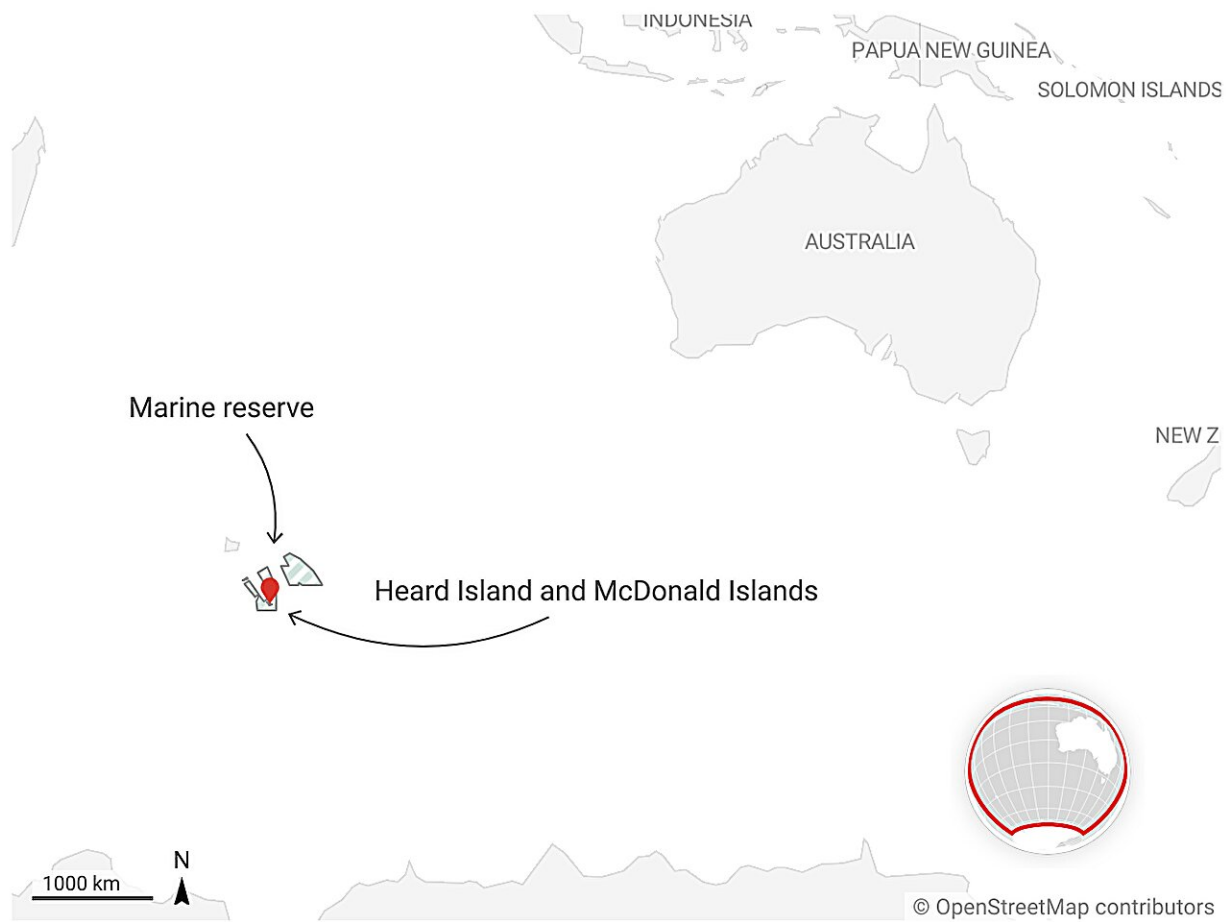 INDONESIA
PAPUA NEW GUINEA
SOLOMON ISLANDS
AUSTRALIA
Marine reserve
NEW Z
Heard Island and McDonald Islands
N
1000 km
© OpenStreetMap contributors